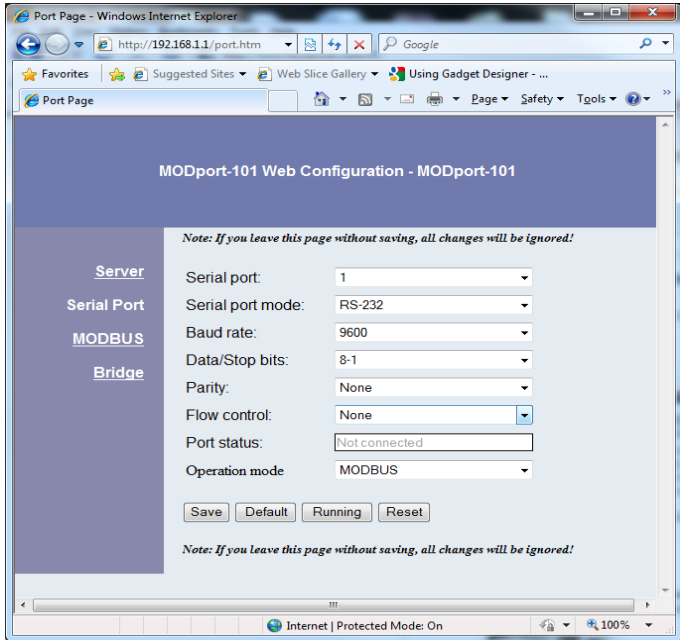 Port Page - Windows Internet Explorer
http://192.168.1.1/port.htm
Google
Favorites Suggested Sites Web Slice Gallery Using Gadget Designer - ...
Port Page Page Safety Tools
MODport-101 Web Configuration - MODport-101
Note: If you leave this page without saving, all changes will be ignored!
Server
Serial Port
MODBUS
Bridge
Serial port: 1
Serial port mode: RS-232
Baud rate: 9600
Data/Stop bits: 8-1
Parity: None
Flow control: None
Port status: Not connected
Operation mode MODBUS
Save Default Running Reset
Note: If you leave this page without saving, all changes will be ignored!
Internet | Protected Mode: On 100%